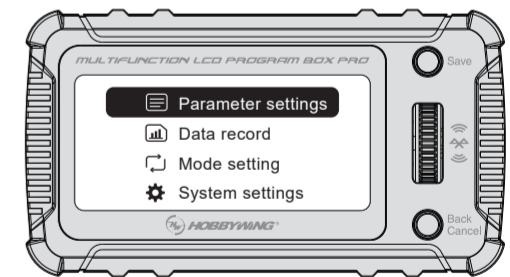 MULTIFUNCTION LCD PROGRAM BOX PRO
Save
Parameter settings
Data record
Mode setting
System settings
HOBBYWING
Back
Cancel